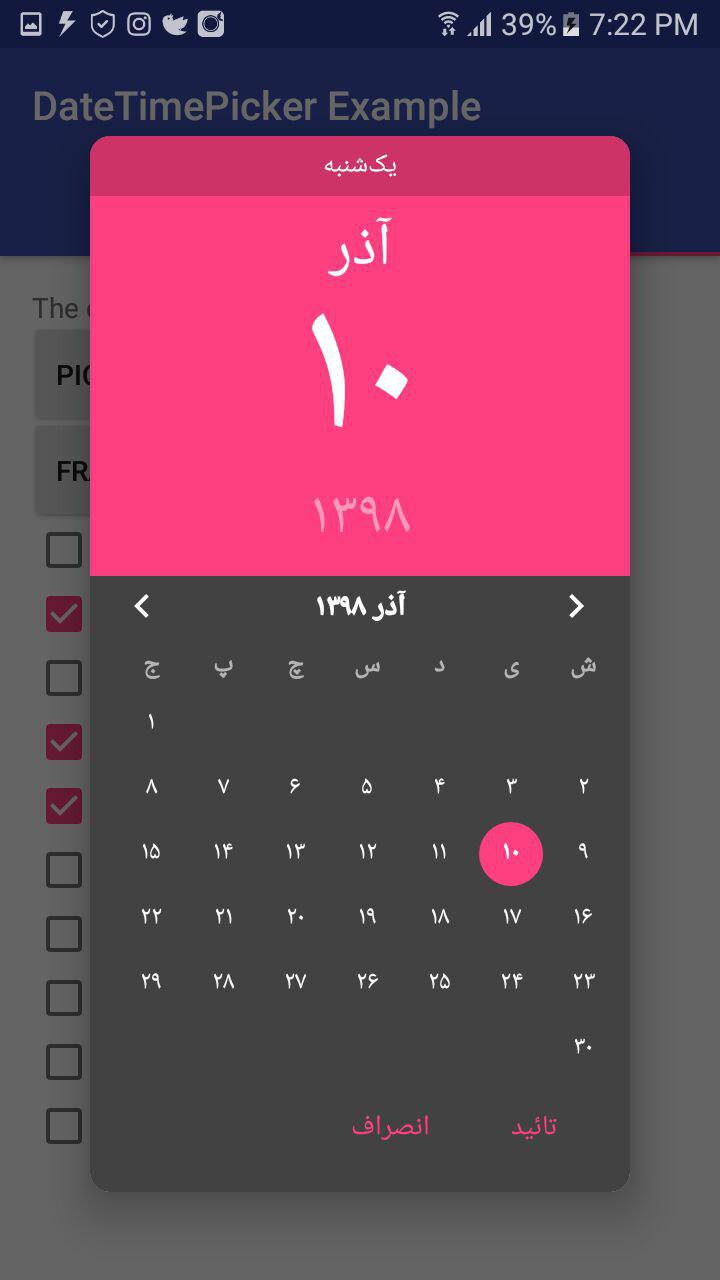 39% 7:22 PM
DateTimePicker Example
یک‌شنبه
آذر
۱۰
۱۳۹۸
The
PIC
FRA
آذر ۱۳۹۸
ش ی د س چ پ ج
۱
۲ ۳ ۴ ۵ ۶ ۷ ۸
۹ ۱۰ ۱۱ ۱۲ ۱۳ ۱۴ ۱۵
۱۶ ۱۷ ۱۸ ۱۹ ۲۰ ۲۱ ۲۲
۲۳ ۲۴ ۲۵ ۲۶ ۲۷ ۲۸ ۲۹
۳۰
تائید انصراف